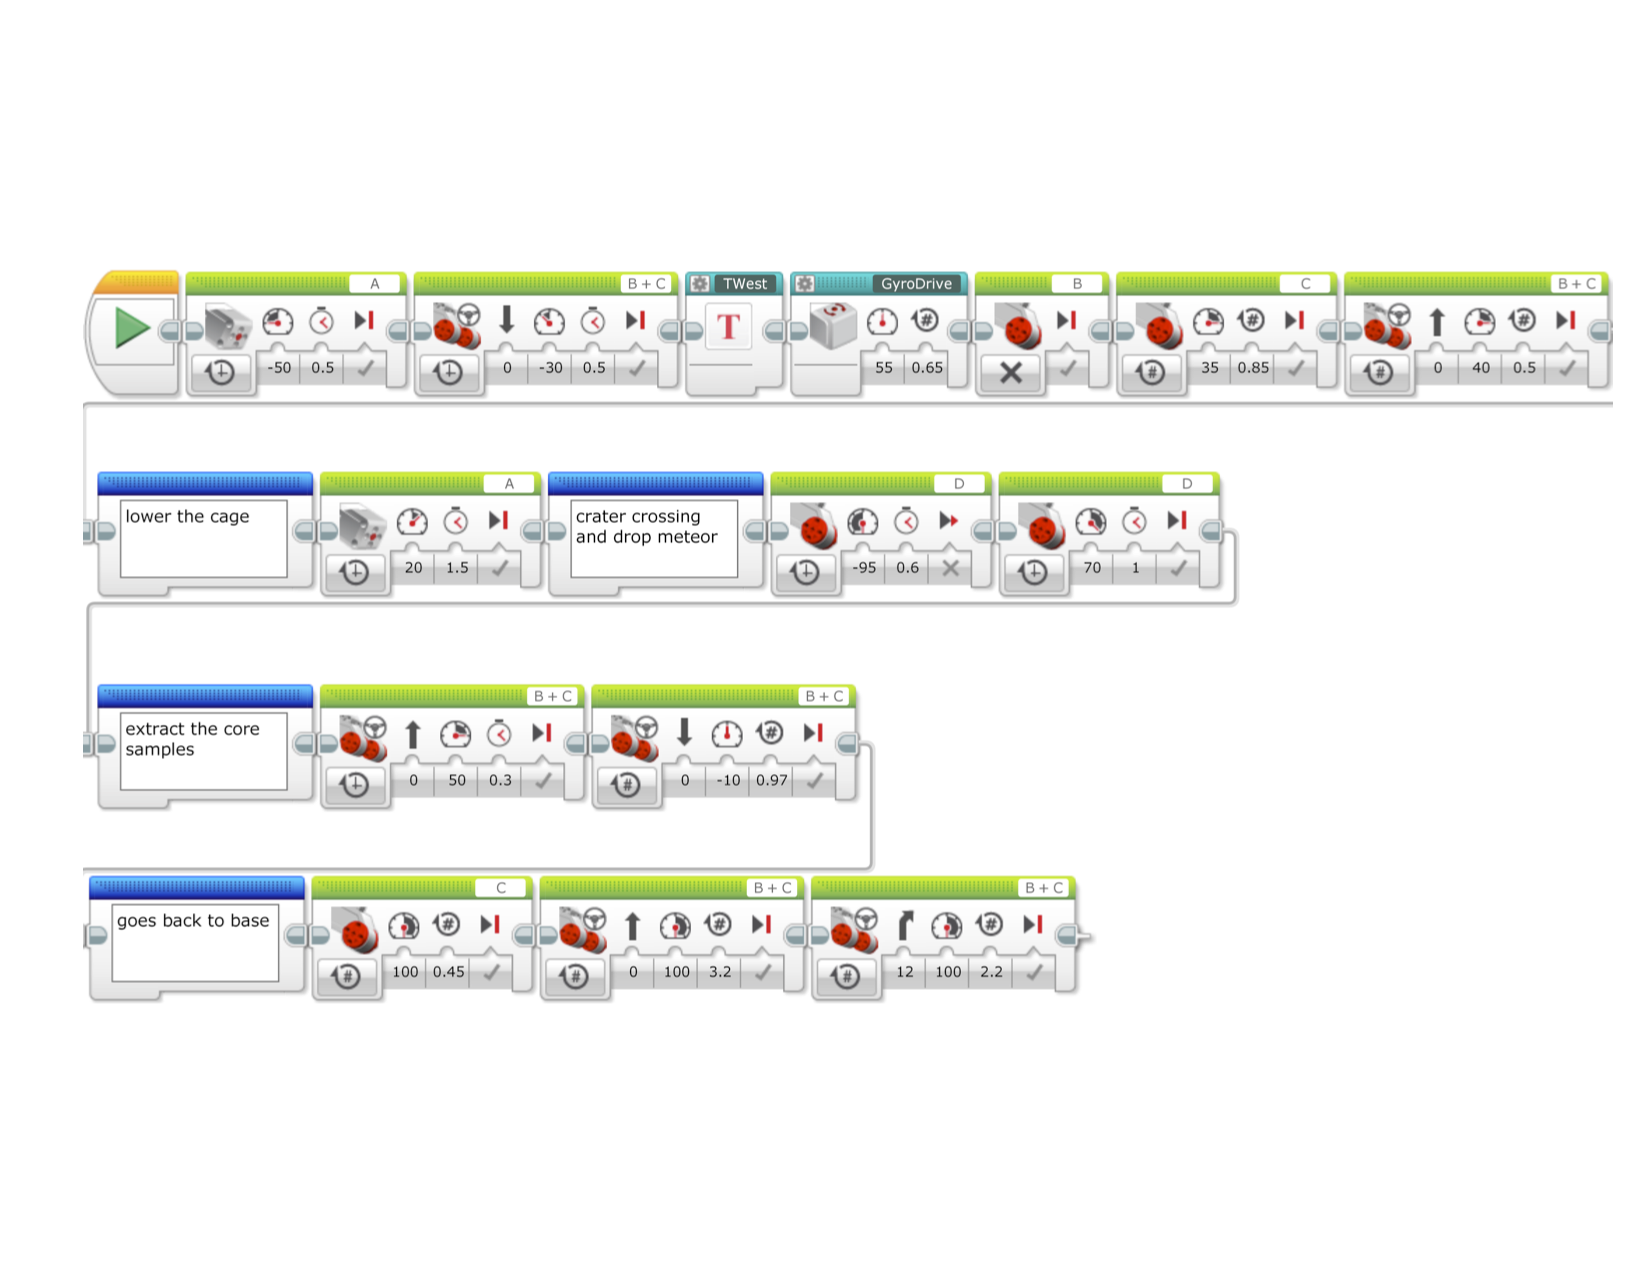 A B + C TWest GyroDrive B C B + C
T
-50 0.5 0 -30 0.5 55 0.65 35 0.85 0 40 0.5
A D D
lower the cage
crater crossing
and drop meteor
20 1.5 -95 0.6 70 1
B + C B + C
extract the core
samples
0 50 0.3 0 -10 0.97
C B + C B + C
goes back to base
100 0.45 0 100 3.2 12 100 2.2